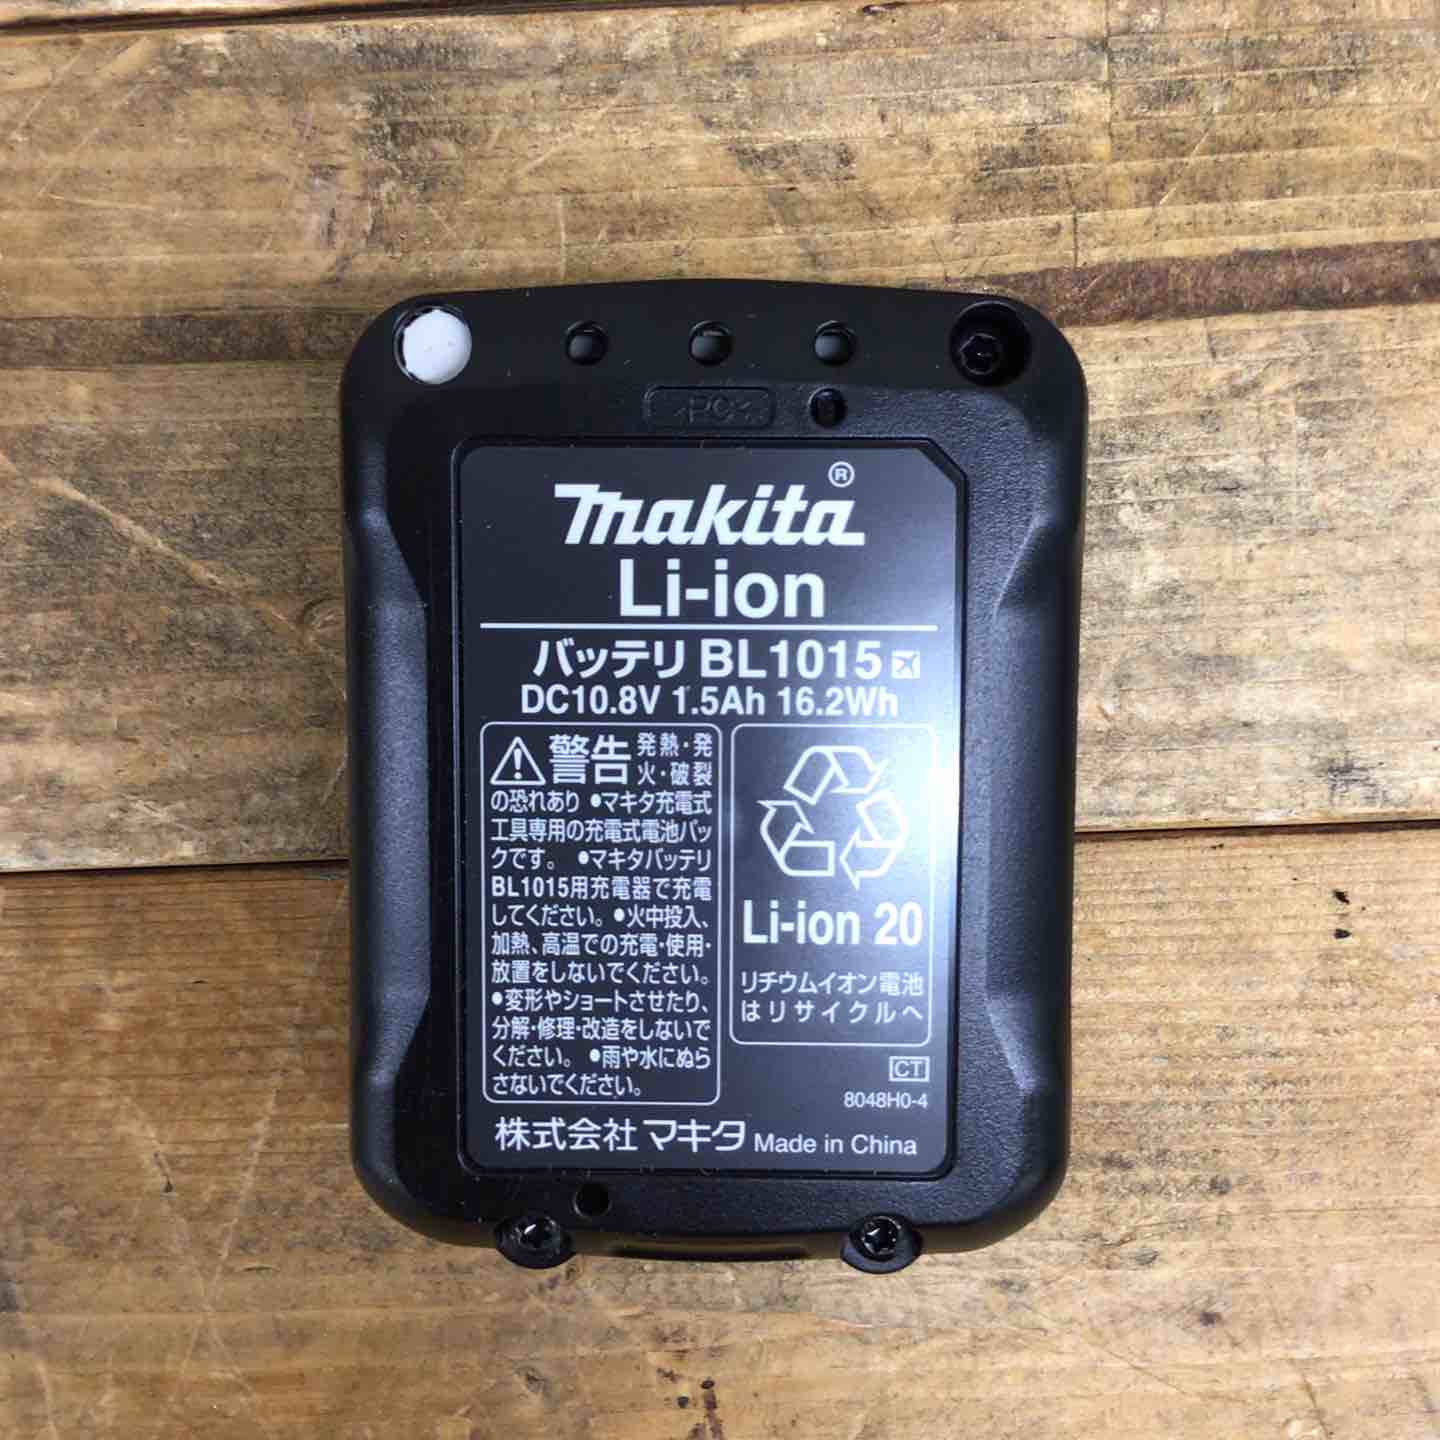 >PC<
makita®
Li-ion
バッテリ BL1015
DC10.8V 1.5Ah 16.2Wh
警告 発熱・発
火・破裂
の恐れあり ●マキタ充電式
工具専用の充電式電池パッ
クです。 ●マキタバッテリ
BL1015用充電器で充電
してください。●火中投入、
加熱、高温での充電・使用・
放置をしないでください。
●変形やショートさせたり、
分解・修理・改造をしないで
ください。 ●雨や水にぬら
さないでください。
Li-ion 20
リチウムイオン電池
はリサイクルへ
CT
8048H0-4
株式会社 マキタ Made in China